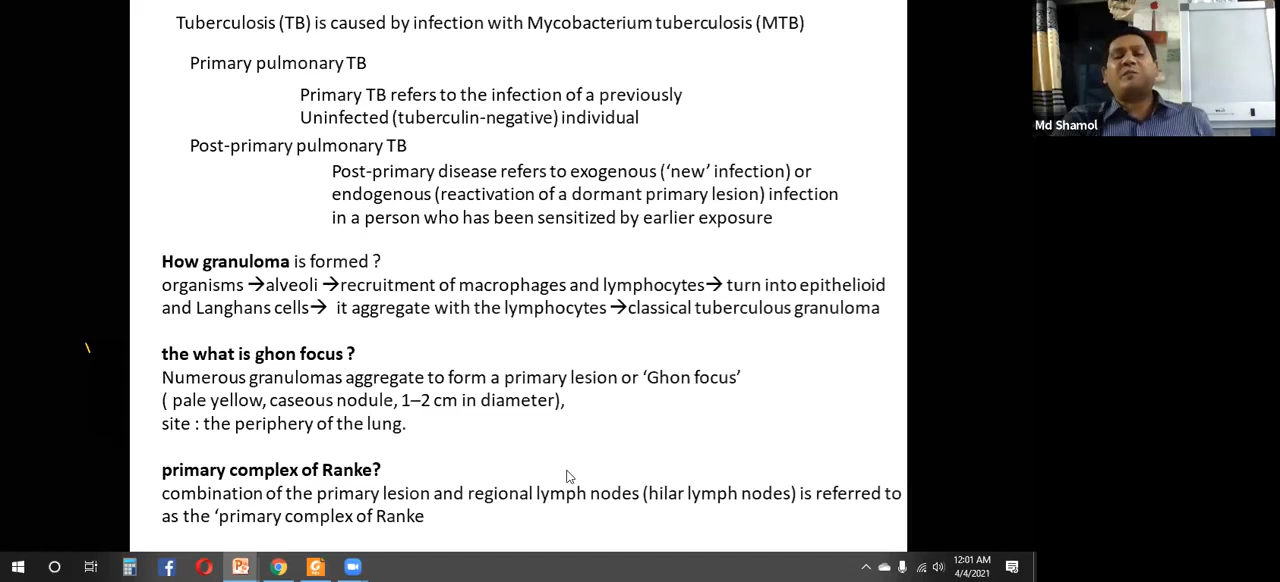 Tuberculosis (TB) is caused by infection with Mycobacterium tuberculosis (MTB)
Primary pulmonary TB
Primary TB refers to the infection of a previously
Uninfected (tuberculin-negative) individual
Post-primary pulmonary TB
Post-primary disease refers to exogenous (‘new’ infection) or
endogenous (reactivation of a dormant primary lesion) infection
in a person who has been sensitized by earlier exposure
How granuloma is formed ?
organisms →alveoli →recruitment of macrophages and lymphocytes→ turn into epithelioid
and Langhans cells→ it aggregate with the lymphocytes →classical tuberculous granuloma
the what is ghon focus ?
Numerous granulomas aggregate to form a primary lesion or ‘Ghon focus’
( pale yellow, caseous nodule, 1–2 cm in diameter),
site : the periphery of the lung.
primary complex of Ranke?
combination of the primary lesion and regional lymph nodes (hilar lymph nodes) is referred to
as the ‘primary complex of Ranke
Md Shamol
12:01 AM
4/4/2021